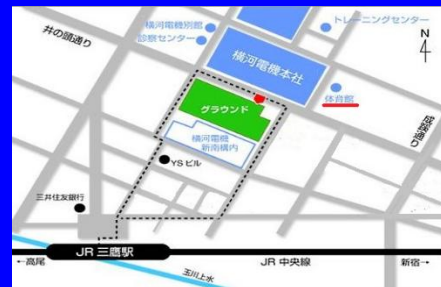 トレーニングセンター
横河電機別館
診察センター
井の頭通り
N
横河電機本社
体育館
グラウンド
成蹊通り
横河電機
新南構内
YSビル
三井住友銀行
JR 三鷹駅
←高尾
JR 中央線
新宿→
玉川上水